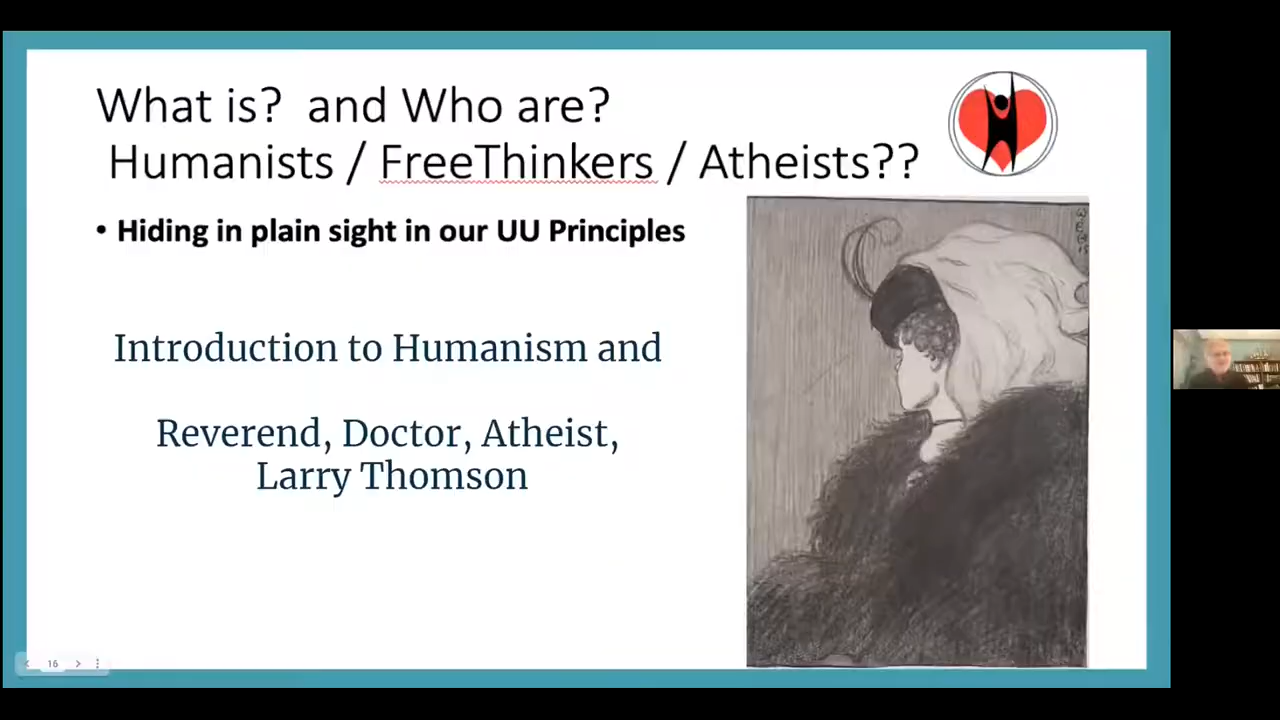 What is?  and Who are?
Humanists / FreeThinkers / Atheists??
• Hiding in plain sight in our UU Principles
Introduction to Humanism and
Reverend, Doctor, Atheist,
Larry Thomson
16